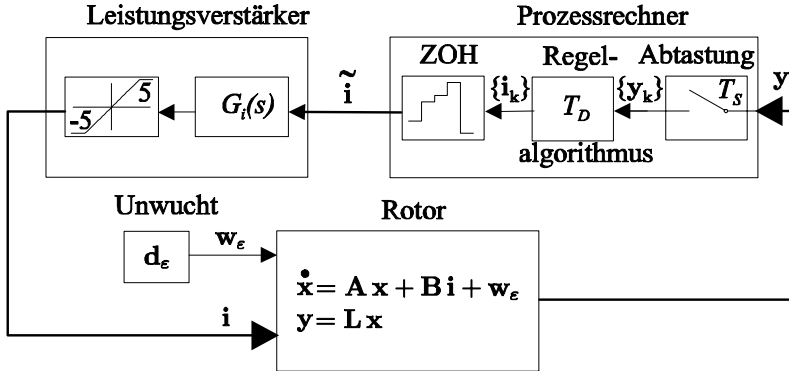 Leistungsverstärker
Prozessrechner
ZOH
Regel-
Abtastung
5
-5
G_i(s)
ĩ
{i_k}
T_D
{y_k}
T_S
y
algorithmus
Unwucht
Rotor
d_ε
w_ε
ẋ = A x + B i + w_ε
y = L x
i